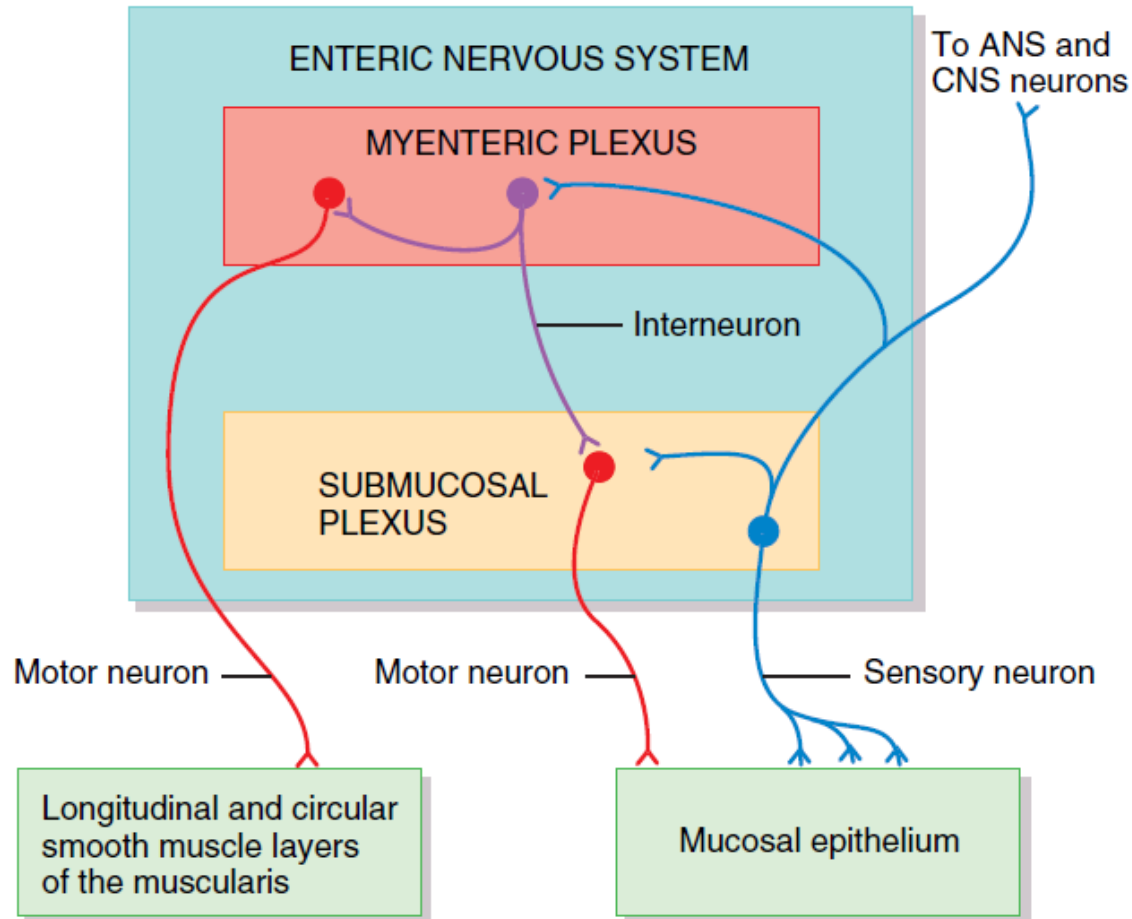 ENTERIC NERVOUS SYSTEM
To ANS and
CNS neurons
MYENTERIC PLEXUS
Interneuron
SUBMUCOSAL
PLEXUS
Motor neuron
Motor neuron
Sensory neuron
Longitudinal and circular
smooth muscle layers
of the muscularis
Mucosal epithelium